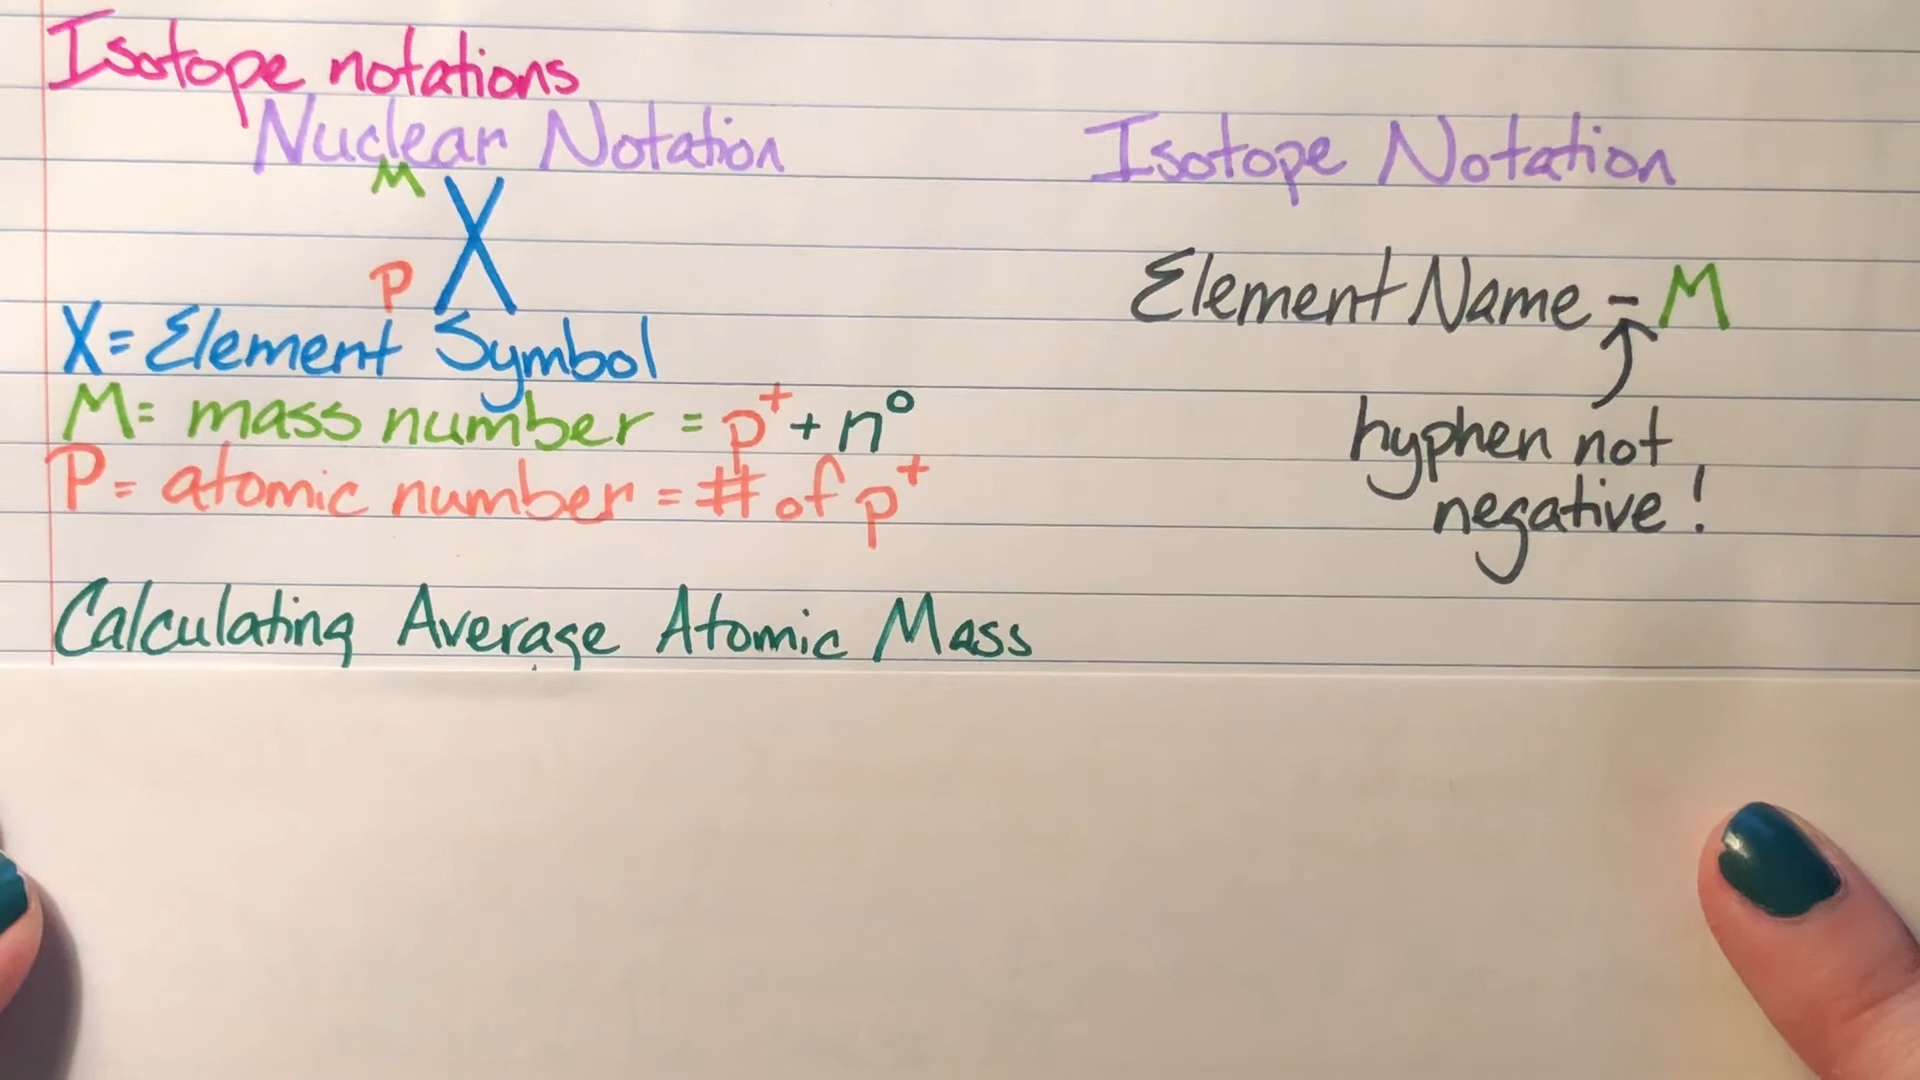 Isotope notations
Nuclear Notation
M
X
P
X = Element Symbol
M = mass number = p⁺ + n⁰
P = atomic number = # of p⁺
Isotope Notation
Element Name - M
hyphen not
negative!
Calculating Average Atomic Mass